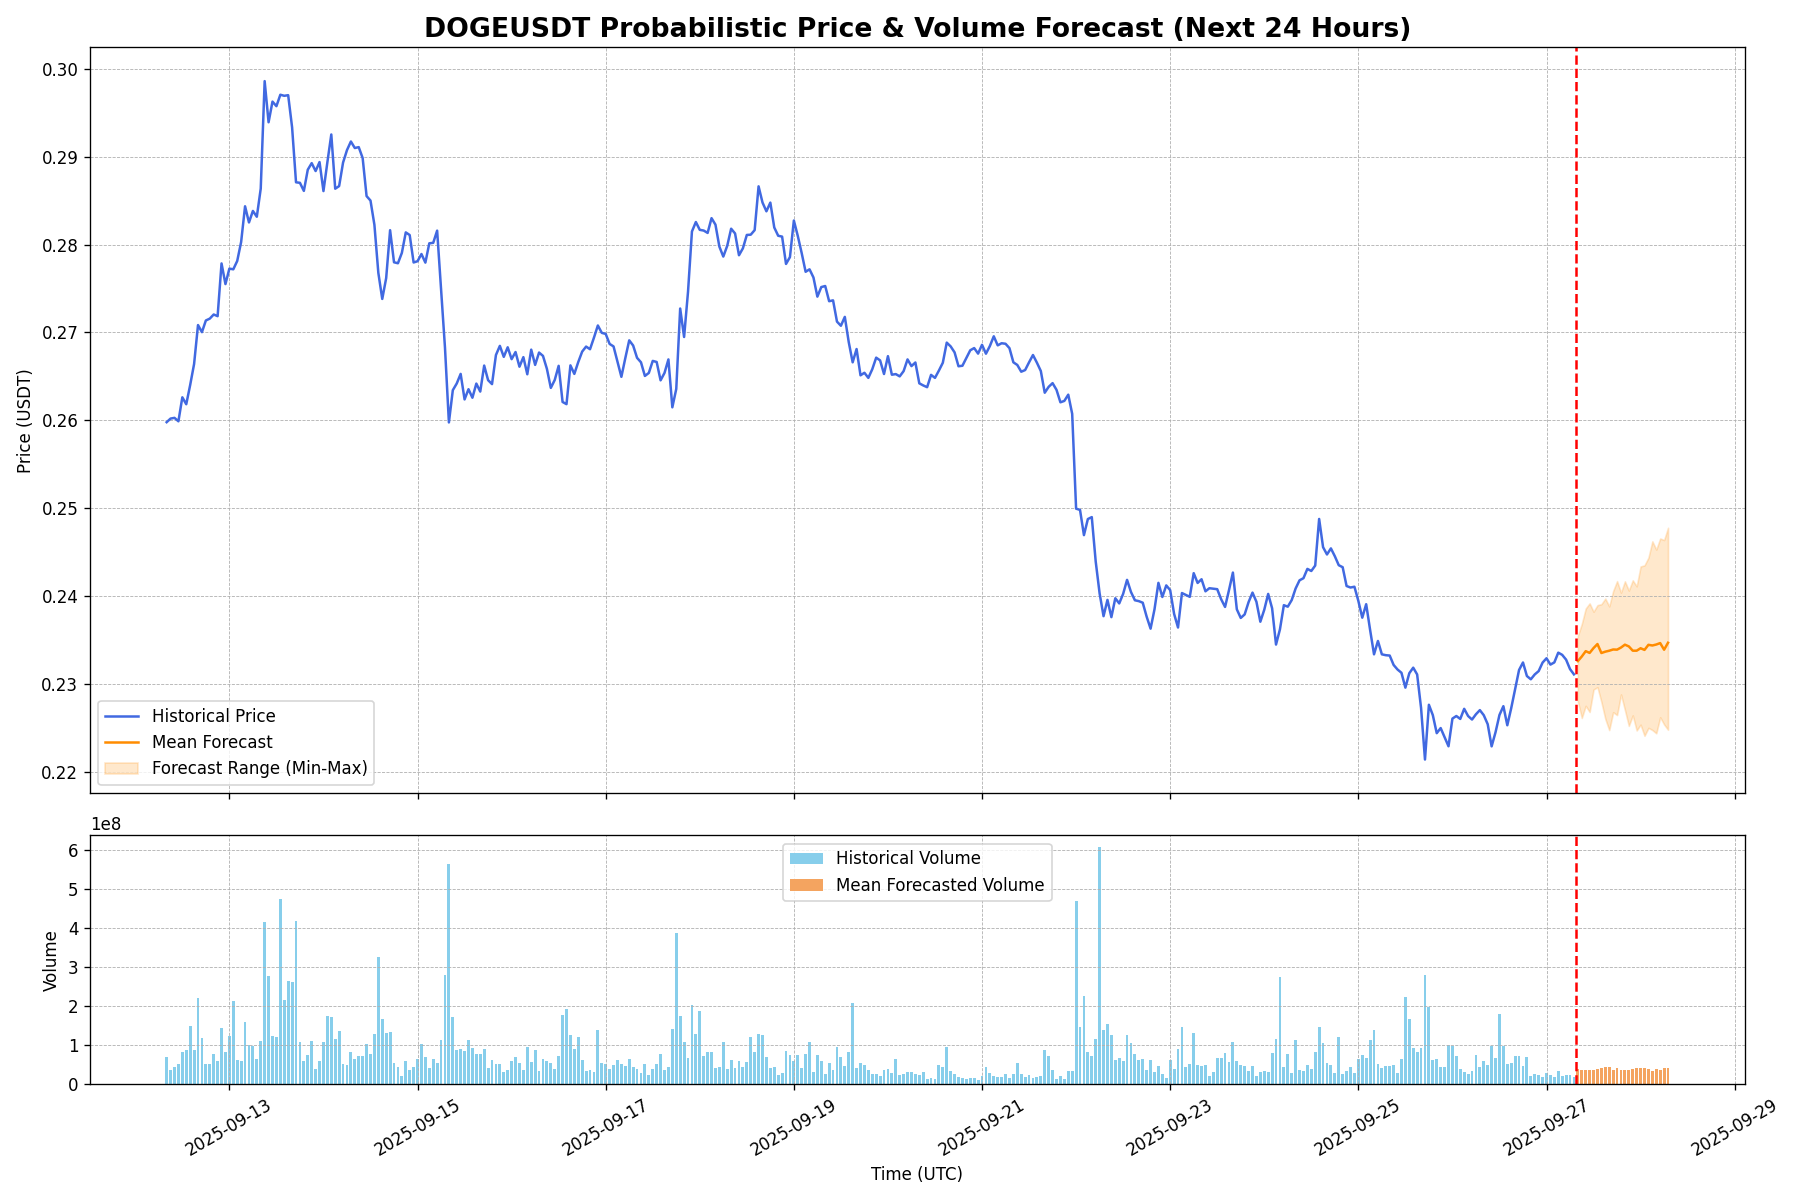 DOGEUSDT Probabilistic Price & Volume Forecast (Next 24 Hours)
0.30
0.29
0.28
0.27
0.26
0.25
0.24
0.23
0.22
Price (USDT)
Historical Price
Mean Forecast
Forecast Range (Min-Max)
1e8
6
5
4
3
2
1
0
Volume
Historical Volume
Mean Forecasted Volume
2025-09-13
2025-09-15
2025-09-17
2025-09-19
2025-09-21
2025-09-23
2025-09-25
2025-09-27
2025-09-29
Time (UTC)